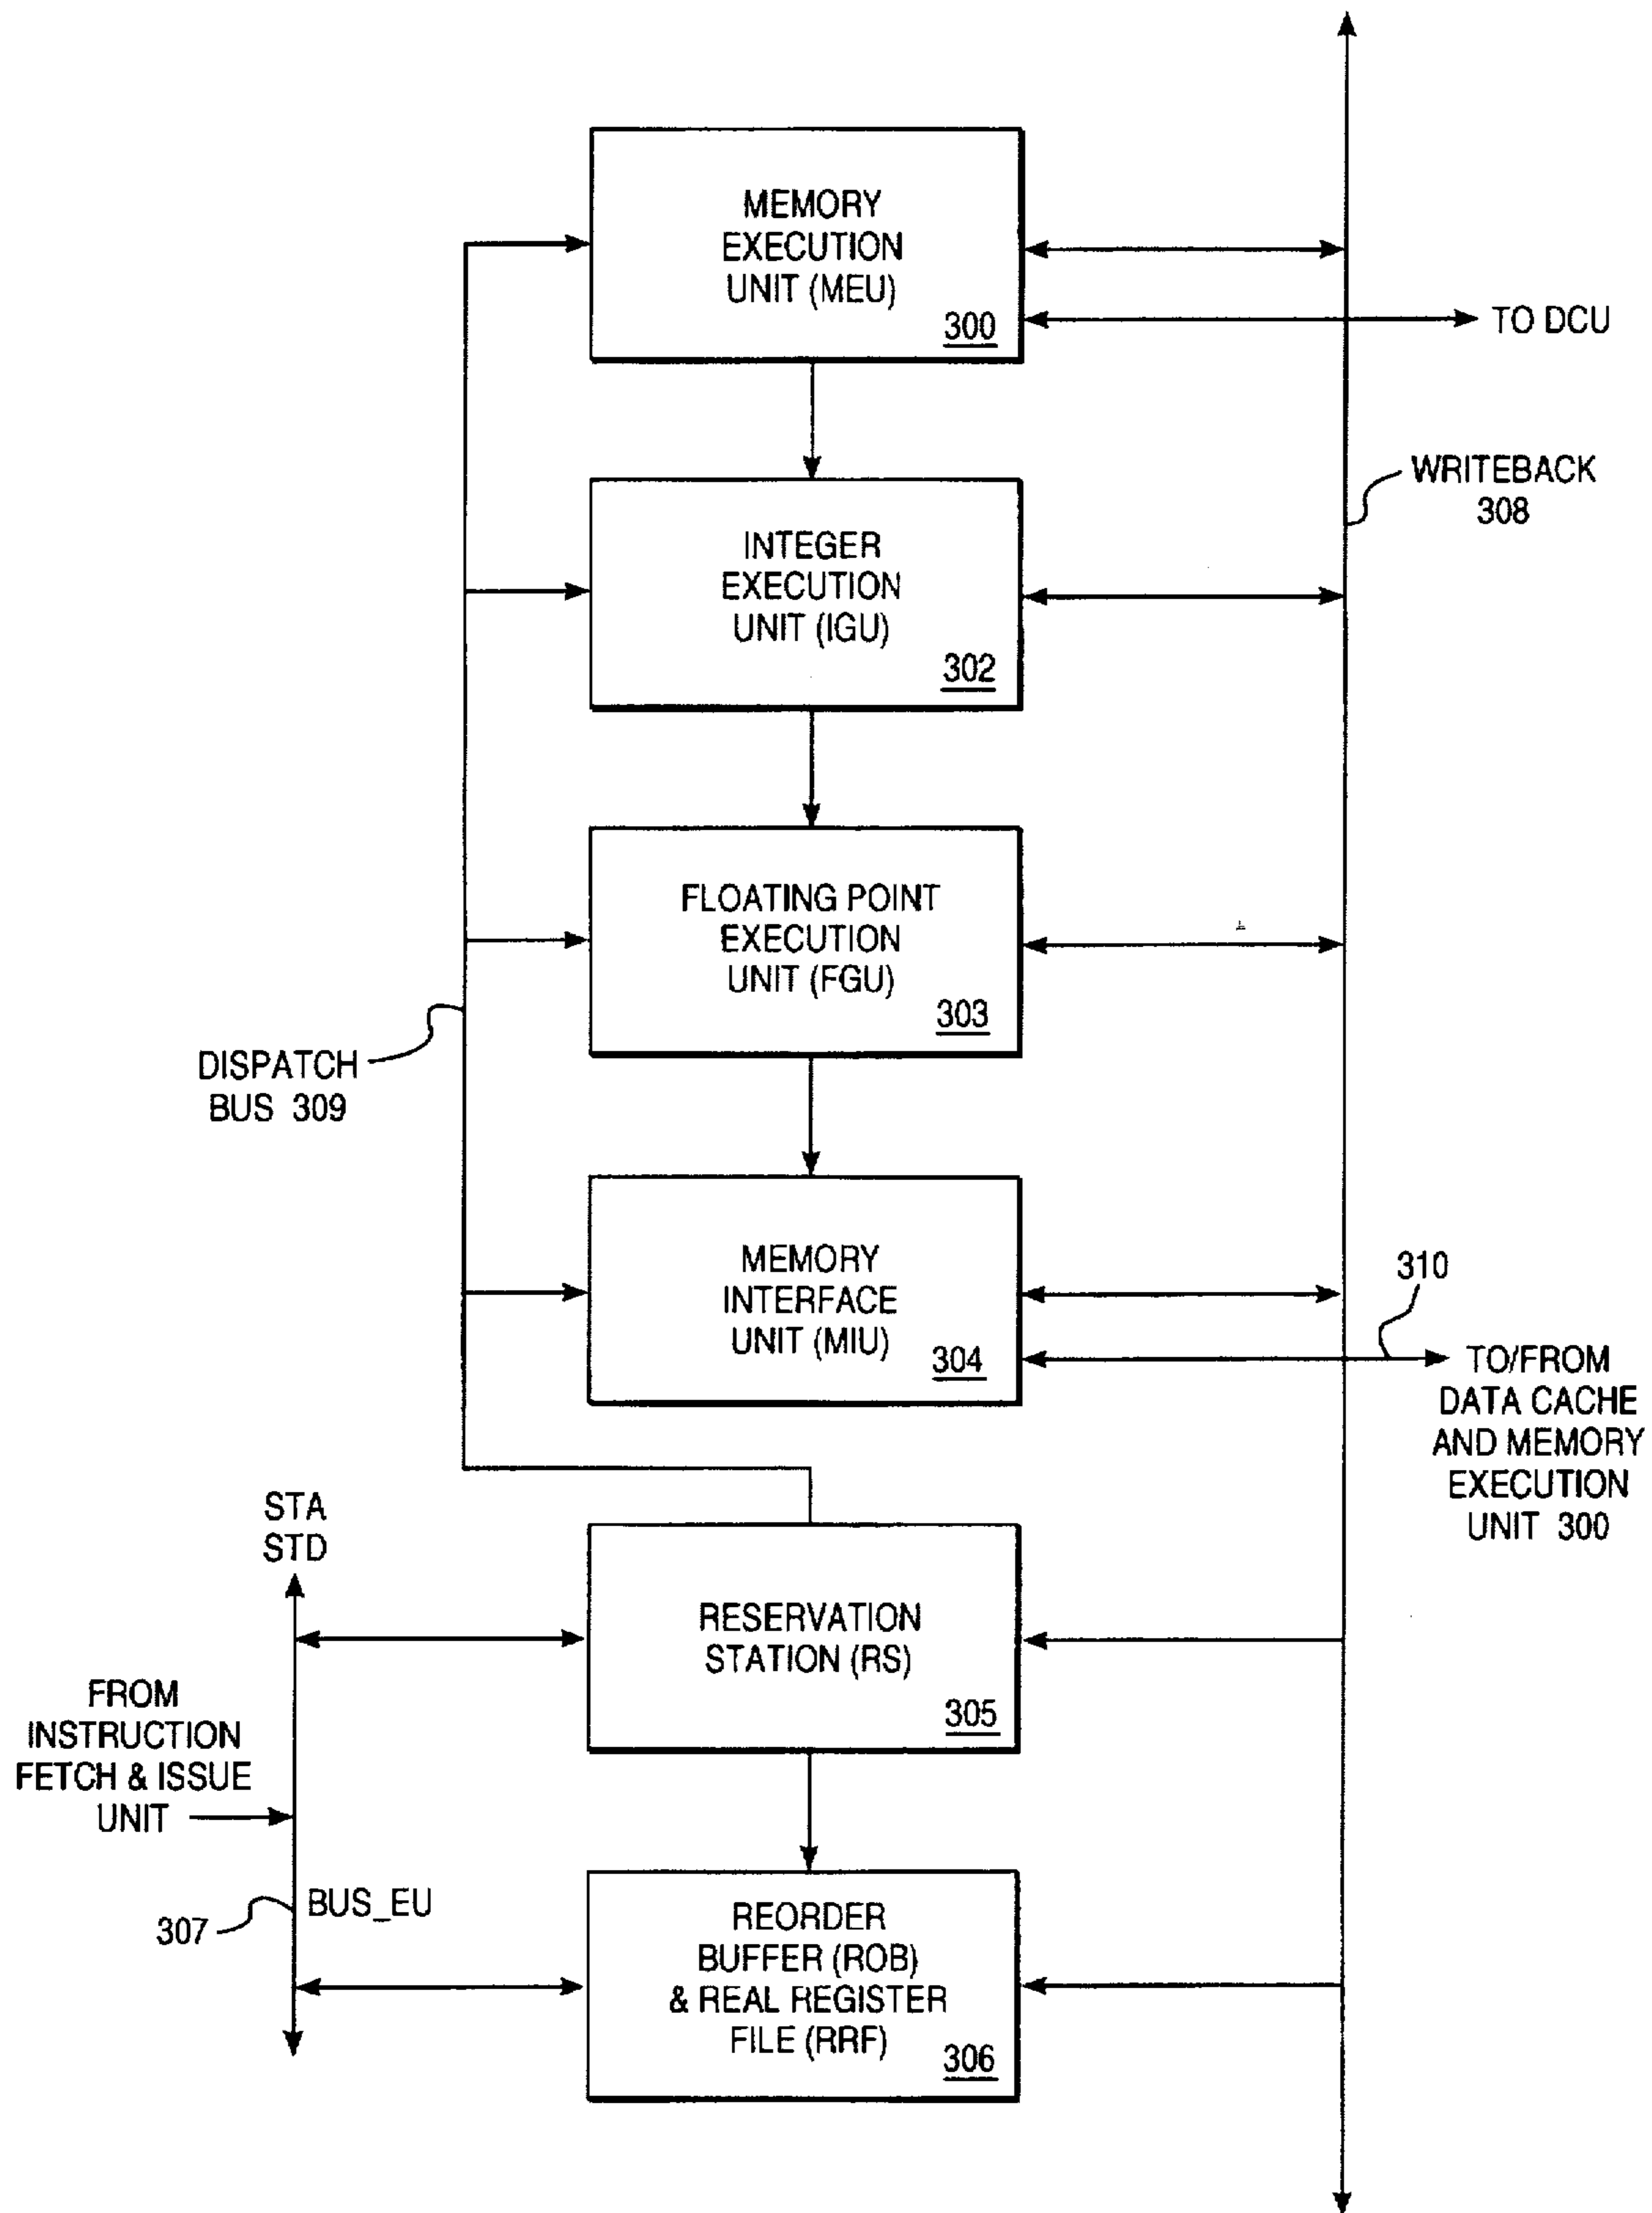 MEMORY
EXECUTION
UNIT (MEU)
300
TO DCU
WRITEBACK
308
INTEGER
EXECUTION
UNIT (IGU)
302
FLOATING POINT
EXECUTION
UNIT (FGU)
303
DISPATCH
BUS 309
MEMORY
INTERFACE
UNIT (MIU)
304
310
TO/FROM
DATA CACHE
AND MEMORY
EXECUTION
UNIT 300
STA
STD
RESERVATION
STATION (RS)
305
FROM
INSTRUCTION
FETCH & ISSUE
UNIT
307
BUS_EU
REORDER
BUFFER (ROB)
& REAL REGISTER
FILE (RRF)
306